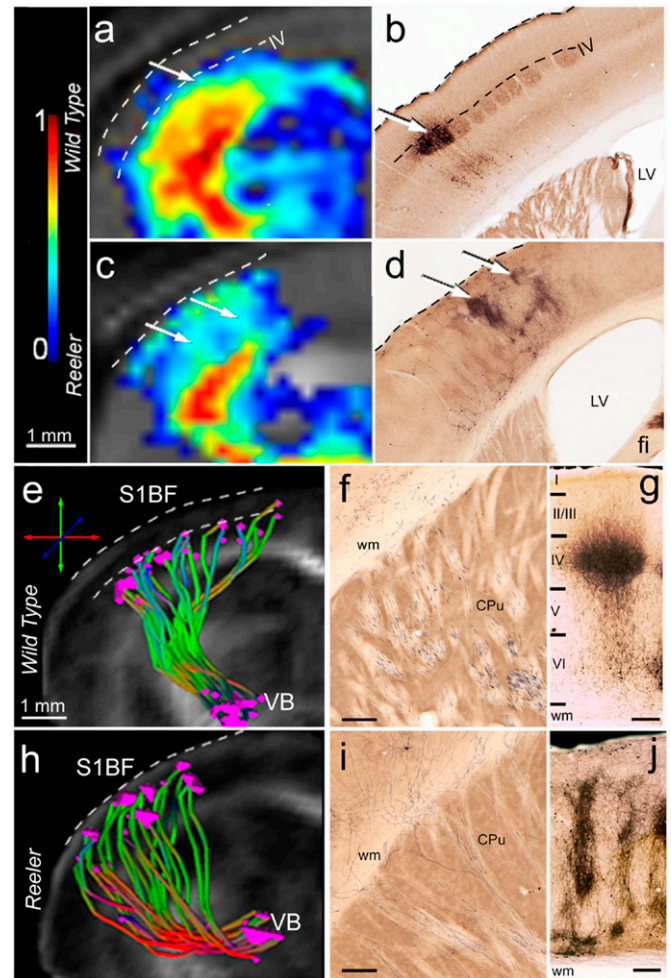 a
IV
b
IV
LV
1
Wild Type
0
Reeler
1 mm
c
d
LV
fi
e
S1BF
VB
Wild Type
1 mm
f
wm
CPu
g
I
II/III
IV
V
VI
wm
h
S1BF
VB
Reeler
i
wm
CPu
j
wm